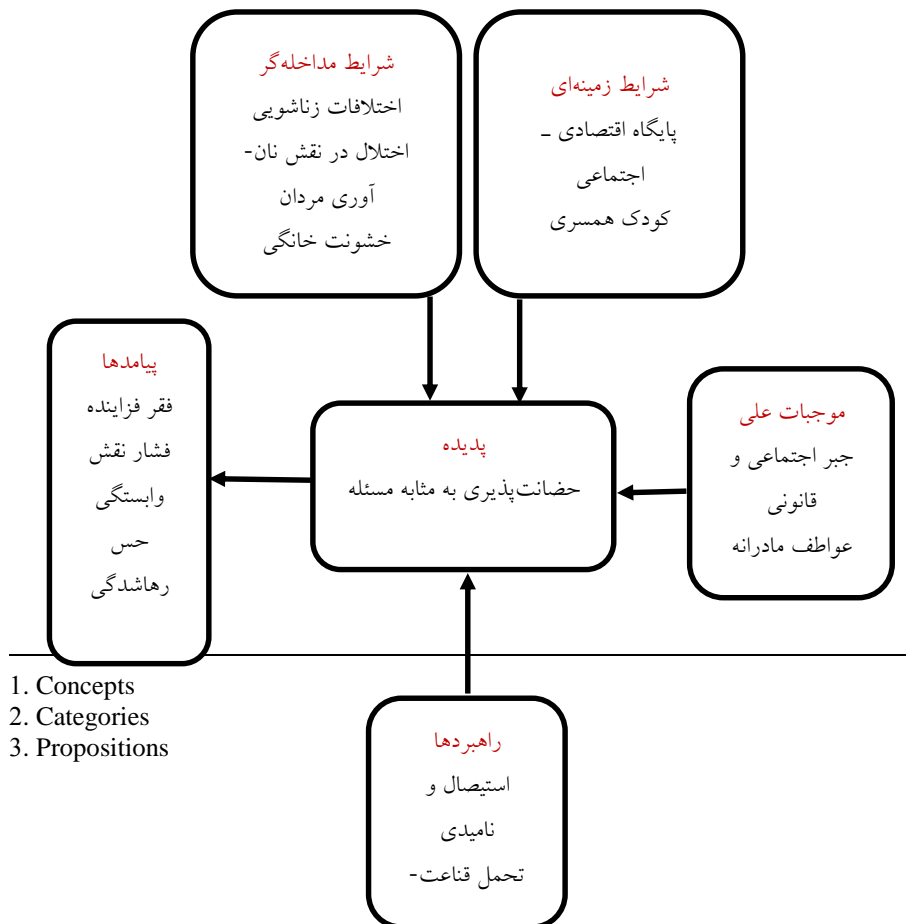 شرایط زمینه‌ای
پایگاه اقتصادی –
اجتماعی
کودک همسری
شرایط مداخله‌گر
اختلافات زناشویی
اختلال در نقش نان-
آوری مردان
خشونت خانگی
موجبات علی
جبر اجتماعی و
قانونی
عواطف مادرانه
پدیده
حضانت‌پذیری به مثابه مسئله
پیامدها
فقر فزاینده
فشار نقش
وابستگی
حس
رهاشدگی
راهبردها
استیصال و
نامیدی
تحمل قناعت-
1. Concepts
2. Categories
3. Propositions